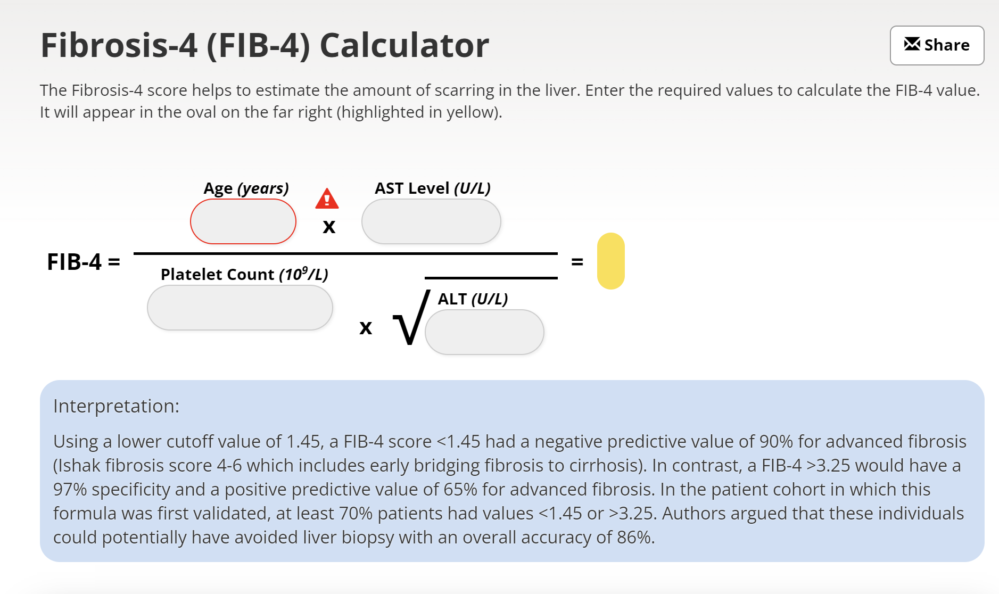 Fibrosis-4 (FIB-4) Calculator
Share
The Fibrosis-4 score helps to estimate the amount of scarring in the liver. Enter the required values to calculate the FIB-4 value.
It will appear in the oval on the far right (highlighted in yellow).
Age (years)
x
AST Level (U/L)
FIB-4 =
=
Platelet Count (10⁹/L)
x
√
ALT (U/L)
Interpretation:
Using a lower cutoff value of 1.45, a FIB-4 score <1.45 had a negative predictive value of 90% for advanced fibrosis
(Ishak fibrosis score 4-6 which includes early bridging fibrosis to cirrhosis). In contrast, a FIB-4 >3.25 would have a
97% specificity and a positive predictive value of 65% for advanced fibrosis. In the patient cohort in which this
formula was first validated, at least 70% patients had values <1.45 or >3.25. Authors argued that these individuals
could potentially have avoided liver biopsy with an overall accuracy of 86%.